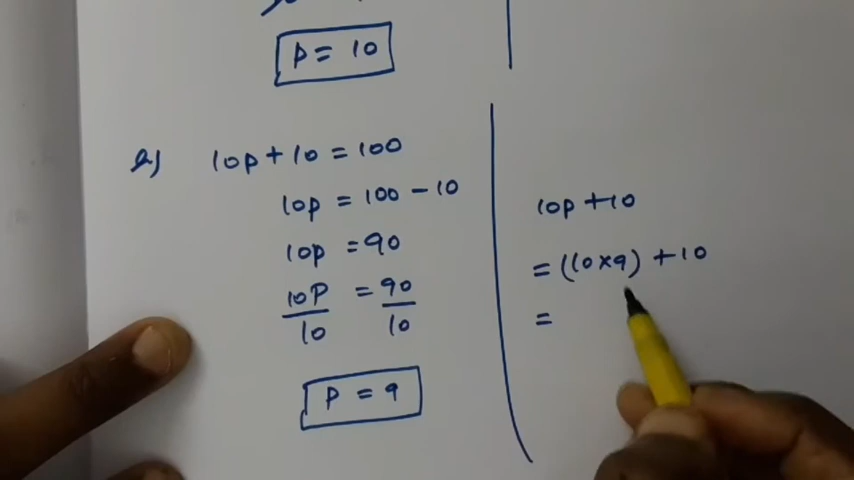 p = 10
a) 10p + 10 = 100
10p = 100 - 10
10p = 90
10p/10 = 90/10
p = 9
10p + 10
= (10 × 9) + 10
=